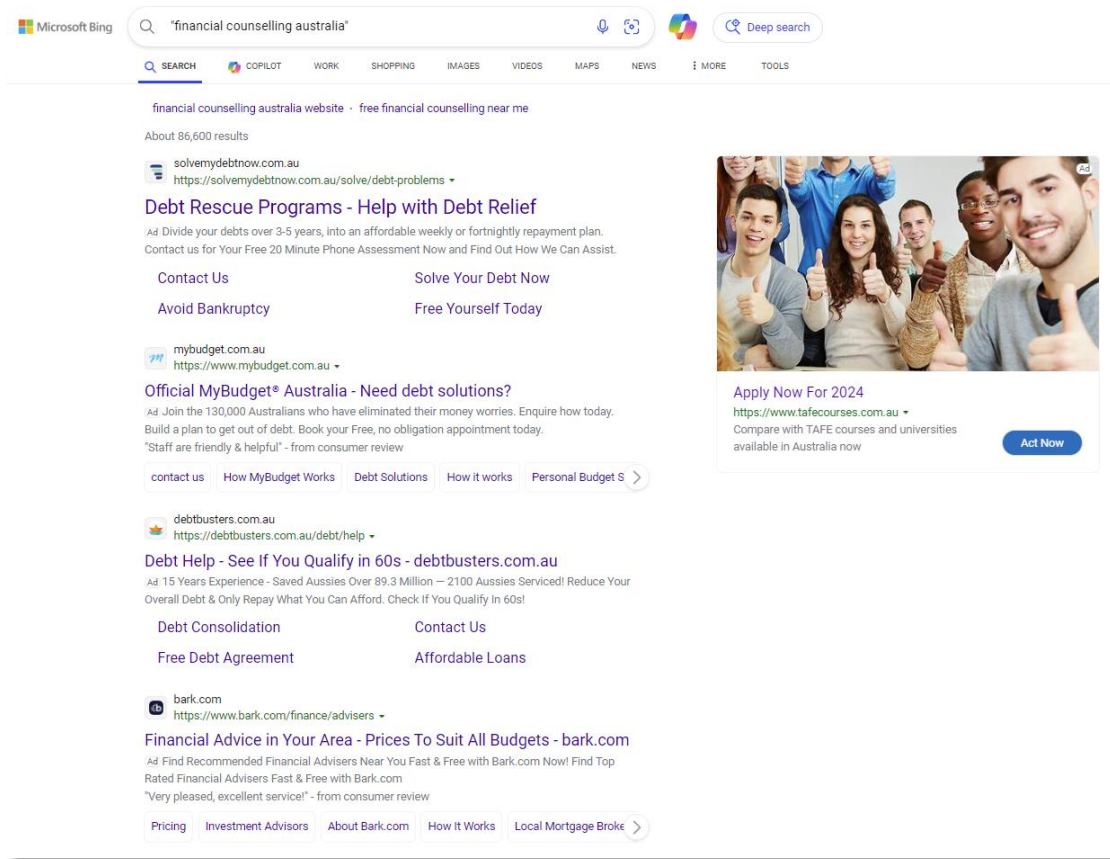 Microsoft Bing
"financial counselling australia"
Deep search
SEARCH
COPILOT
WORK
SHOPPING
IMAGES
VIDEOS
MAPS
NEWS
MORE
TOOLS
financial counselling australia website · free financial counselling near me
About 86,600 results
solvemydebtnow.com.au
https://solvemydebtnow.com.au/solve/debt-problems
Debt Rescue Programs - Help with Debt Relief
Ad Divide your debts over 3-5 years, into an affordable weekly or fortnightly repayment plan.
Contact us for Your Free 20 Minute Phone Assessment Now and Find Out How We Can Assist.
Contact Us
Solve Your Debt Now
Avoid Bankruptcy
Free Yourself Today
mybudget.com.au
https://www.mybudget.com.au
Official MyBudget® Australia - Need debt solutions?
Ad Join the 130,000 Australians who have eliminated their money worries. Enquire how today.
Build a plan to get out of debt. Book your Free, no obligation appointment today.
"Staff are friendly & helpful" - from consumer review
contact us
How MyBudget Works
Debt Solutions
How it works
Personal Budget S
debtbusters.com.au
https://debtbusters.com.au/debt/help
Debt Help - See If You Qualify in 60s - debtbusters.com.au
Ad 15 Years Experience - Saved Aussies Over 89.3 Million — 2100 Aussies Serviced! Reduce Your
Overall Debt & Only Repay What You Can Afford. Check If You Qualify In 60s!
Debt Consolidation
Contact Us
Free Debt Agreement
Affordable Loans
bark.com
https://www.bark.com/finance/advisers
Financial Advice in Your Area - Prices To Suit All Budgets - bark.com
Ad Find Recommended Financial Advisers Near You Fast & Free with Bark.com Now! Find Top
Rated Financial Advisers Fast & Free with Bark.com
"Very pleased, excellent service!" - from consumer review
Pricing
Investment Advisors
About Bark.com
How It Works
Local Mortgage Broke
Ad
Apply Now For 2024
https://www.tafecourses.com.au
Compare with TAFE courses and universities
available in Australia now
Act Now